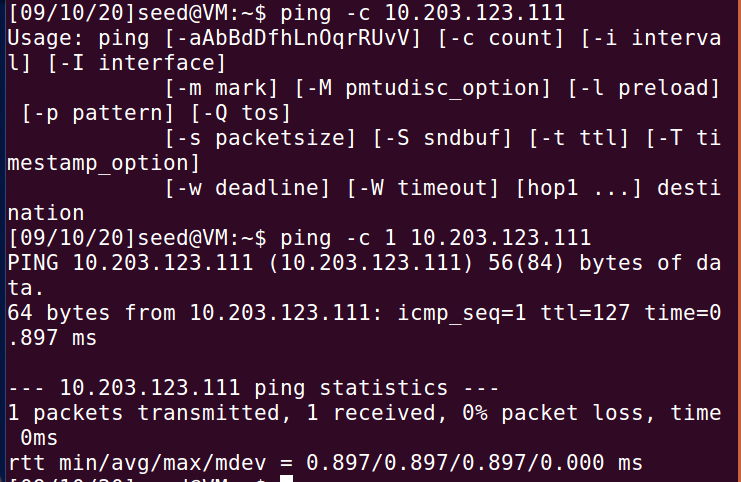 [09/10/20]seed@VM:~$ ping -c 10.203.123.111
Usage: ping [-aAbBdDfhLnOqrRUvV] [-c count] [-i interva
l] [-I interface]
            [-m mark] [-M pmtudisc_option] [-l preload]
 [-p pattern] [-Q tos]
            [-s packetsize] [-S sndbuf] [-t ttl] [-T ti
mestamp_option]
            [-w deadline] [-W timeout] [hop1 ...] desti
nation
[09/10/20]seed@VM:~$ ping -c 1 10.203.123.111
PING 10.203.123.111 (10.203.123.111) 56(84) bytes of da
ta.
64 bytes from 10.203.123.111: icmp_seq=1 ttl=127 time=0
.897 ms

--- 10.203.123.111 ping statistics ---
1 packets transmitted, 1 received, 0% packet loss, time
 0ms
rtt min/avg/max/mdev = 0.897/0.897/0.897/0.000 ms
[09/10/20]seed@VM:~$